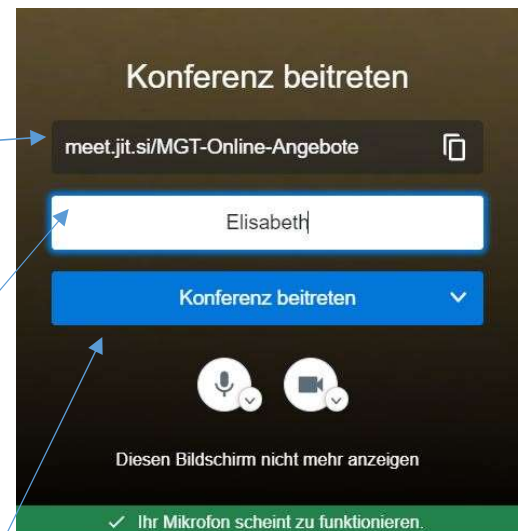 Konferenz beitreten
meet.jit.si/MGT-Online-Angebote
Elisabeth
Konferenz beitreten
Diesen Bildschirm nicht mehr anzeigen
Ihr Mikrofon scheint zu funktionieren.